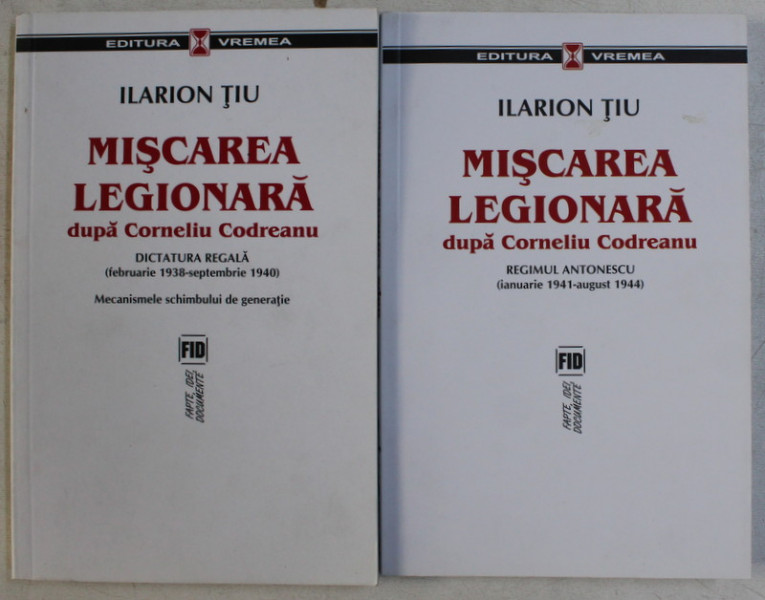 EDITURA VREMEA
ILARION ŢIU
MIŞCAREA
LEGIONARĂ
după Corneliu Codreanu
DICTATURA REGALĂ
(februarie 1938-septembrie 1940)
Mecanismele schimbului de generaţie
FID
FAPTE, IDEI,
DOCUMENTE
EDITURA VREMEA
ILARION ŢIU
MIŞCAREA
LEGIONARĂ
după Corneliu Codreanu
REGIMUL ANTONESCU
(ianuarie 1941-august 1944)
FID
FAPTE, IDEI,
DOCUMENTE